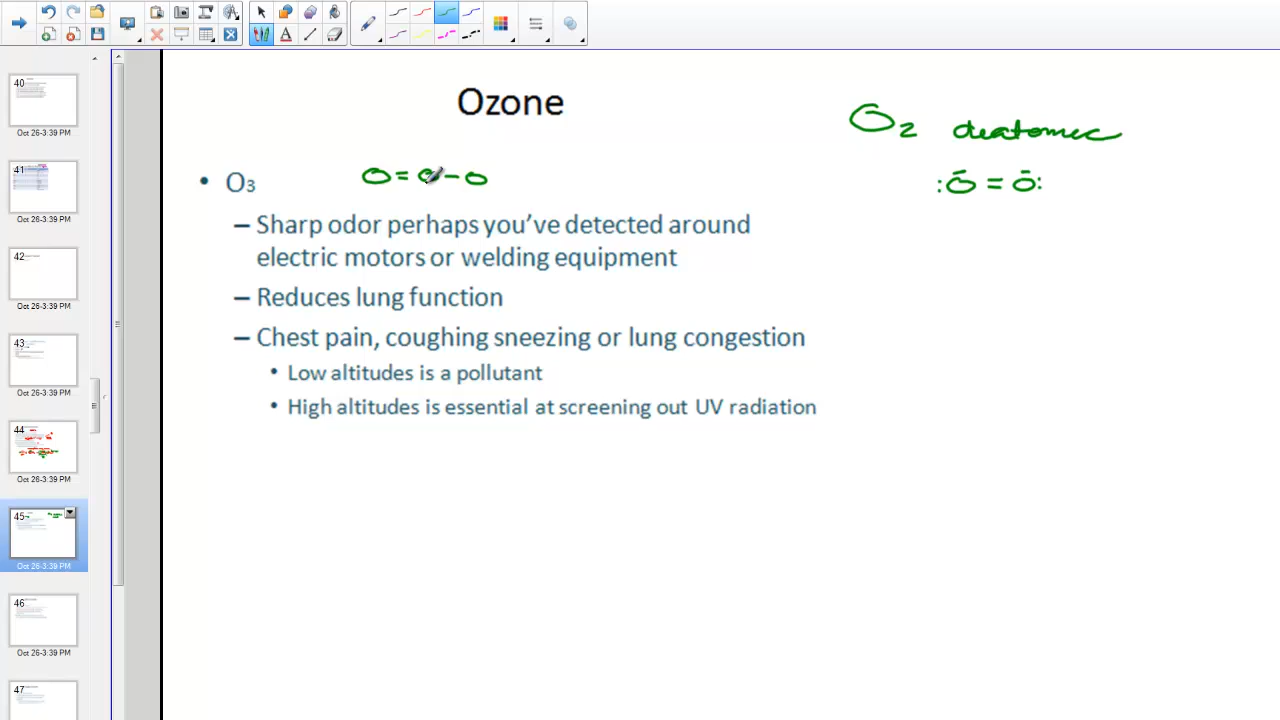 Ozone
O₂ diatomic
• O3
O = O - O
:Ō = Ō:
– Sharp odor perhaps you've detected around
electric motors or welding equipment
– Reduces lung function
– Chest pain, coughing sneezing or lung congestion
• Low altitudes is a pollutant
• High altitudes is essential at screening out UV radiation
40
Oct 26-3:39 PM
41
Oct 26-3:39 PM
42
Oct 26-3:39 PM
43
Oct 26-3:39 PM
44
Oct 26-3:39 PM
45
Oct 26-3:39 PM
46
Oct 26-3:39 PM
47